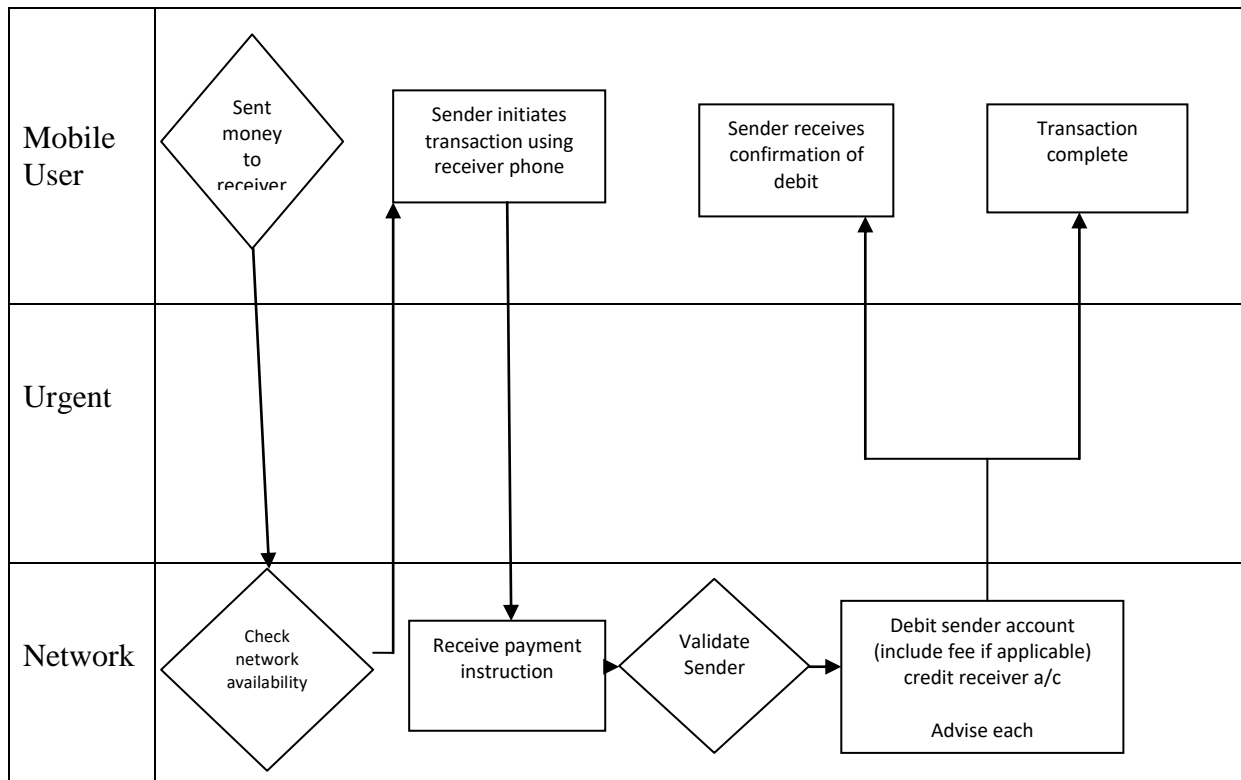 Mobile
User
Sent
money
to
receiver
Sender initiates
transaction using
receiver phone
Sender receives
confirmation of
debit
Transaction
complete
Urgent
Network
Check
network
availability
Receive payment
instruction
Validate
Sender
Debit sender account
(include fee if applicable)
credit receiver a/c
Advise each